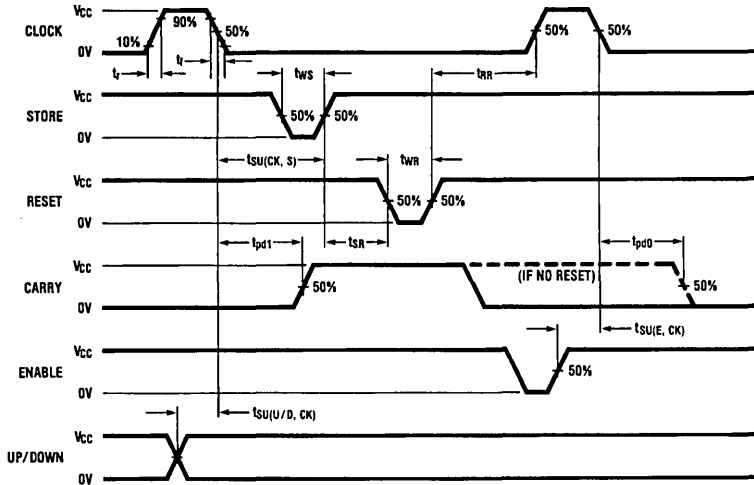 CLOCK
VCC
0V
10%
90%
50%
50%
50%
tr
tf
tWS
tRR
STORE
VCC
0V
50%
50%
tSU(CK, S)
tWR
RESET
VCC
0V
50%
50%
tpd1
tSR
tpd0
CARRY
VCC
0V
50%
(IF NO RESET)
50%
tSU(E, CK)
ENABLE
VCC
0V
50%
tSU(U/D, CK)
UP/DOWN
VCC
0V